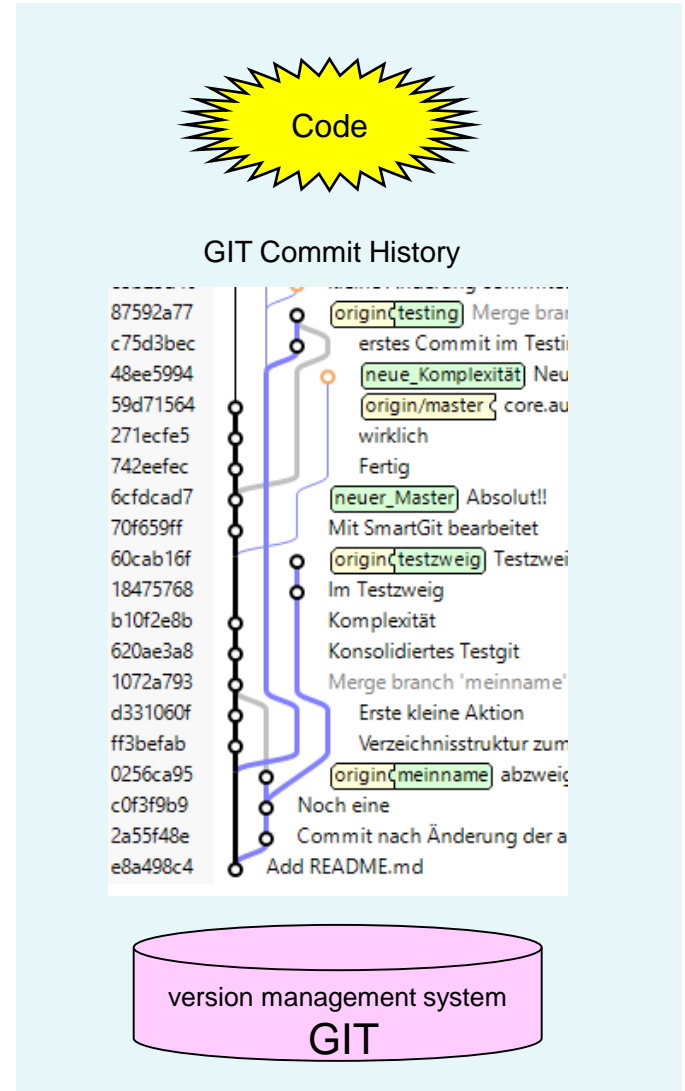 Code
GIT Commit History
87592a77 origin testing Merge bran
c75d3bec erstes Commit im Testi
48ee5994 neue_Komplexität Neu
59d71564 origin/master core.au
271ecfe5 wirklich
742eefec Fertig
6cfdcad7 neuer_Master Absolut!!
70f659ff Mit SmartGit bearbeitet
60cab16f origin testzweig Testzwei
18475768 Im Testzweig
b10f2e8b Komplexität
620ae3a8 Konsolidiertes Testgit
1072a793 Merge branch 'meinname'
d331060f Erste kleine Aktion
ff3befab Verzeichnisstruktur zum
0256ca95 origin meinname abzweig
c0f3f9b9 Noch eine
2a55f48e Commit nach Änderung der a
e8a498c4 Add README.md
version management system
GIT